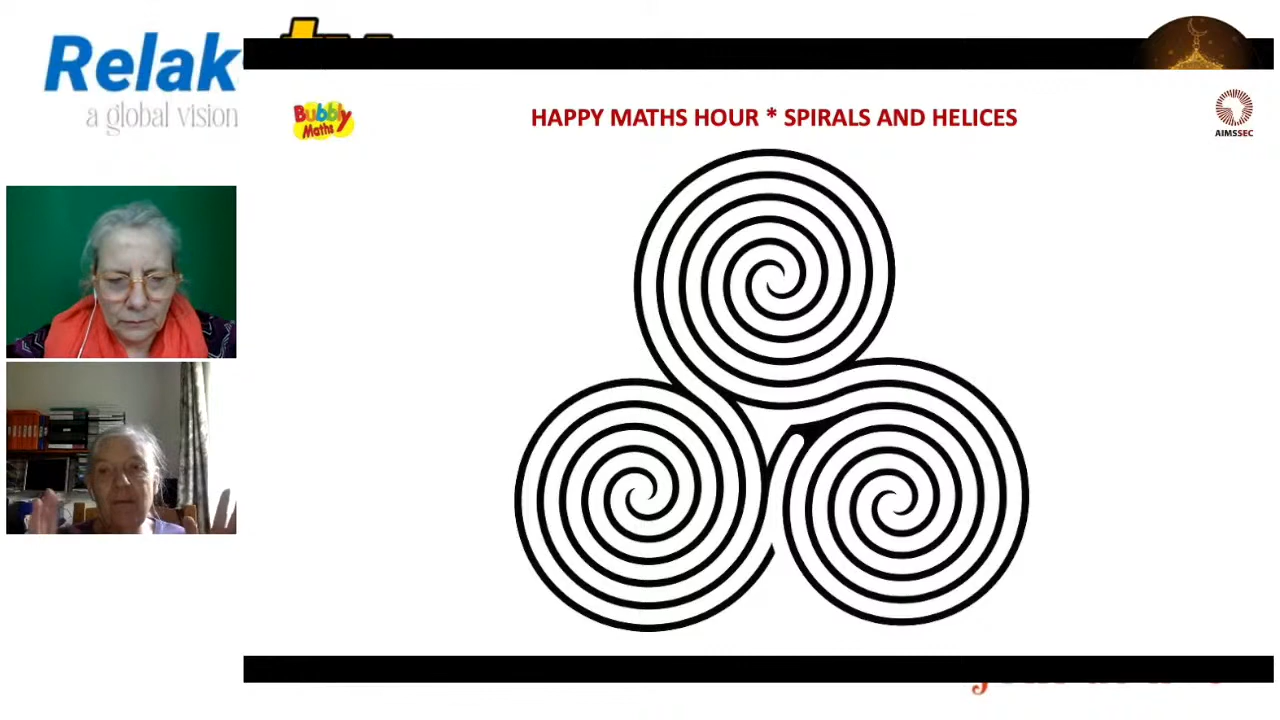 Relak
a global vision
Bubbly
Maths
HAPPY MATHS HOUR * SPIRALS AND HELICES
AIMSSEC